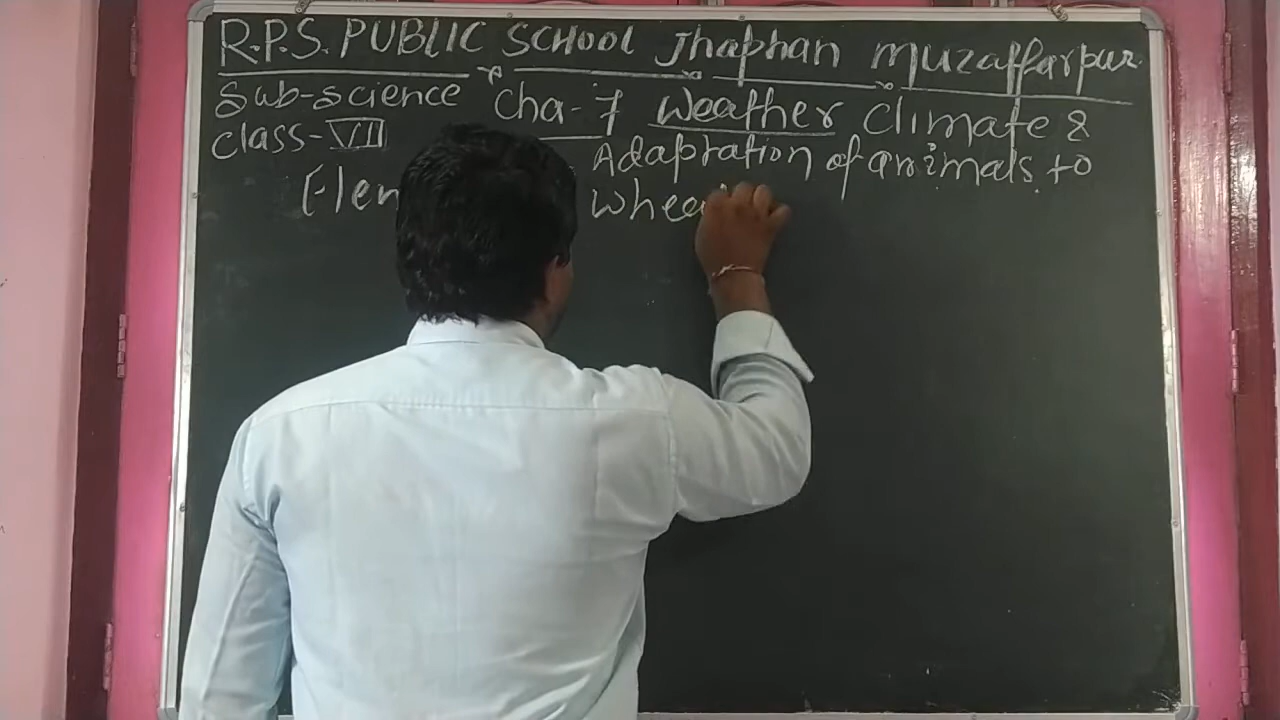 R.P.S. PUBLIC SCHOOL Jhaphan Muzaffarpur.
Sub-science Cha-7 Weather Climate &
Class-VII Adaptation of animals to